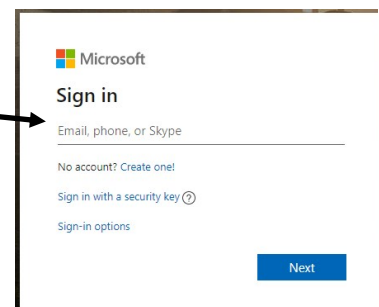 Microsoft
Sign in
Email, phone, or Skype
No account? Create one!
Sign in with a security key ?
Sign-in options
Next